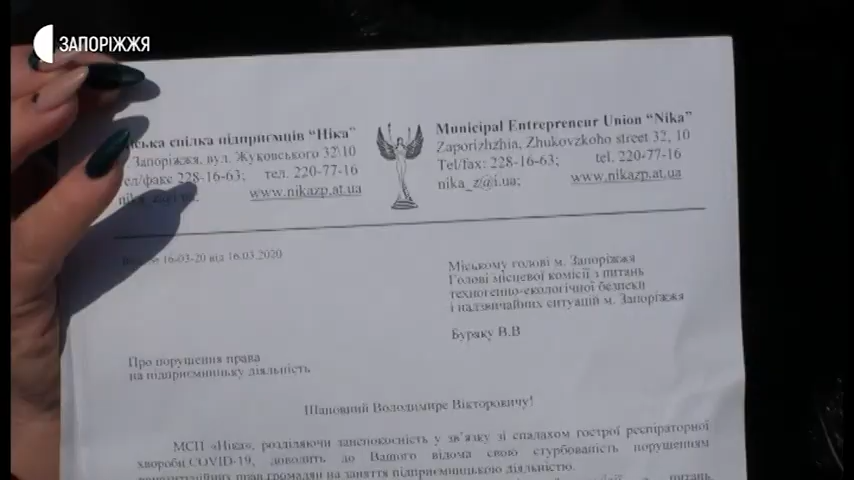 ЗАПОРІЖЖЯ
ська спілка підприємців "Ніка"
Запоріжжя, вул. Жуковського 32\10
ел/факс 228-16-63; тел. 220-77-16
www.nikazp.at.ua
Municipal Entrepreneur Union "Nika"
Zaporizhzhia, Zhukovzkoho street 32, 10
Tel/fax: 228-16-63; tel. 220-77-16
nika_z@i.ua; www.nikazp.at.ua
16-03-20 від 16.03.2020
Міському голові м. Запоріжжя
Голові місцевої комісії з питань
техногенно-екологічної безпеки
і надзвичайних ситуацій м. Запоріжжя
Буряку В.В
Про порушення права
на підприємницьку діяльність
Шановний Володимире Вікторовичу!
МСП «Ніка», розділяючи занепокоєність у зв'язку зі спалахом гострої респіраторної
хвороби COVID-19, доводить до Вашого відома свою стурбованість порушенням
прав громадян на заняття підприємницькою діяльністю.
питань